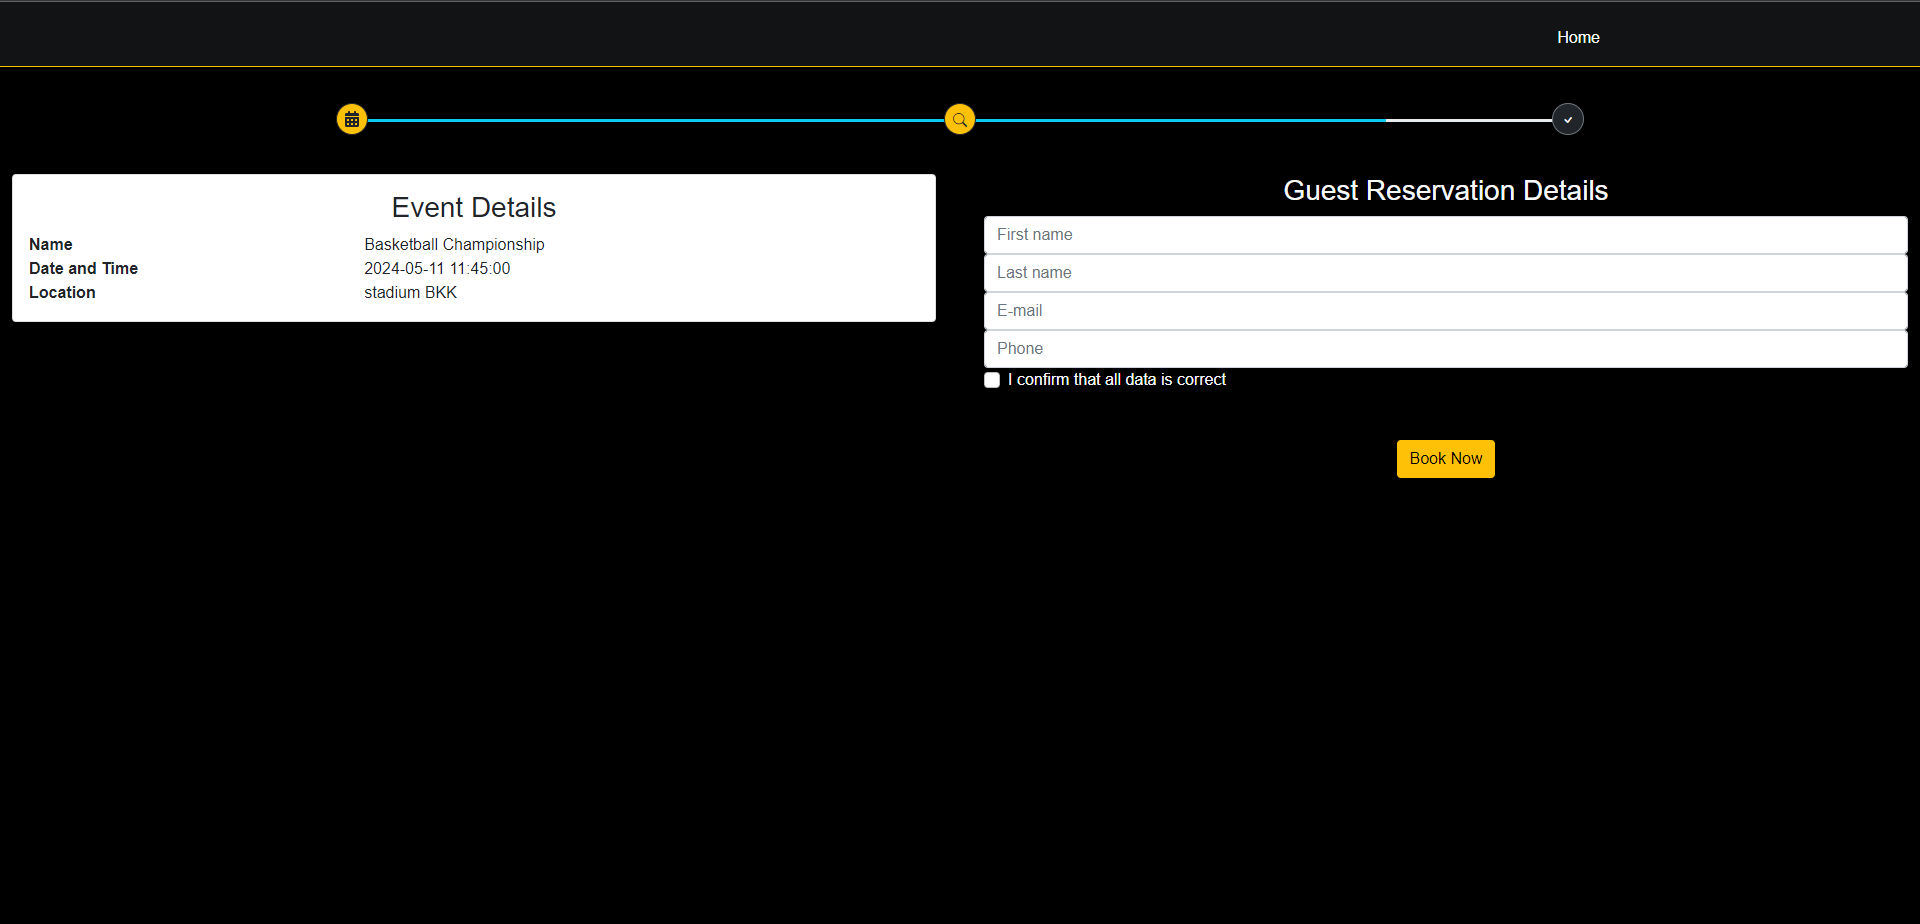 Home
Event Details
Name Basketball Championship
Date and Time 2024-05-11 11:45:00
Location stadium BKK
Guest Reservation Details
First name
Last name
E-mail
Phone
I confirm that all data is correct
Book Now